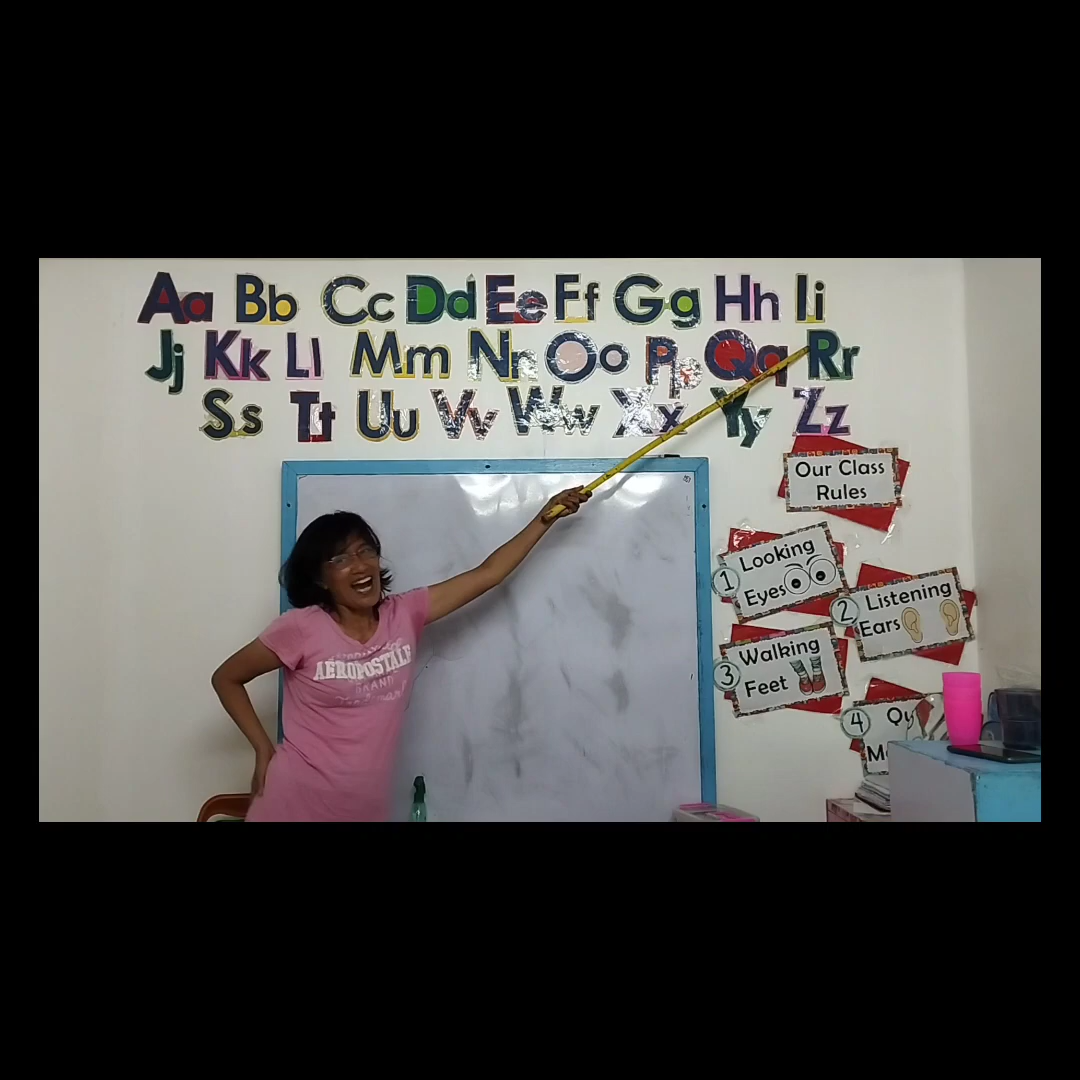 Aa Bb Cc Dd Ee Ff Gg Hh Ii
Jj Kk Ll Mm Nn Oo Pp Qq Rr
Ss Tt Uu Vv Ww Xx Yy Zz
Our Class
Rules
1 Looking
Eyes
2 Listening
Ears
3 Walking
Feet
4
AÉROPOSTALE
BRAND